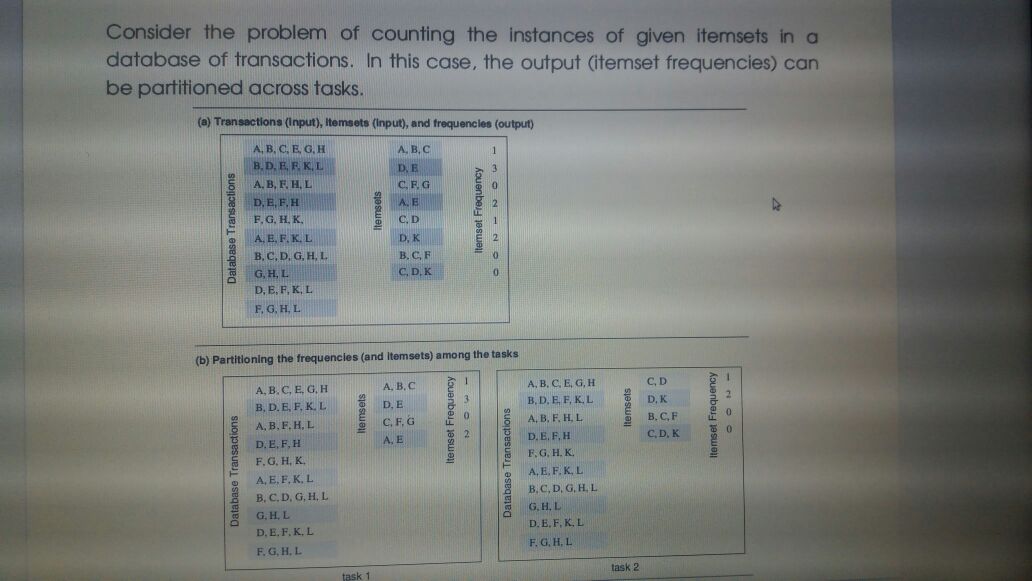 Consider the problem of counting the instances of given itemsets in a
database of transactions. In this case, the output (itemset frequencies) can
be partitioned across tasks.
(a) Transactions (input), itemsets (input), and frequencies (output)
Database Transactions
A, B, C, E, G, H
B, D, E, F, K, L
A, B, F, H, L
D, E, F, H
F, G, H, K,
A, E, F, K, L
B, C, D, G, H, L
G, H, L
D, E, F, K, L
F, G, H, L
Itemsets
A, B, C
D, E
C, F, G
A, E
C, D
D, K
B, C, F
C, D, K
Itemset Frequency
1
3
0
2
1
2
0
0
(b) Partitioning the frequencies (and itemsets) among the tasks
Database Transactions
A, B, C, E, G, H
B, D, E, F, K, L
A, B, F, H, L
D, E, F, H
F, G, H, K,
A, E, F, K, L
B, C, D, G, H, L
G, H, L
D, E, F, K, L
F, G, H, L
Itemsets
A, B, C
D, E
C, F, G
A, E
Itemset Frequency
1
3
0
2
task 1
Database Transactions
A, B, C, E, G, H
B, D, E, F, K, L
A, B, F, H, L
D, E, F, H
F, G, H, K,
A, E, F, K, L
B, C, D, G, H, L
G, H, L
D, E, F, K, L
F, G, H, L
Itemsets
C, D
D, K
B, C, F
C, D, K
Itemset Frequency
1
2
0
0
task 2